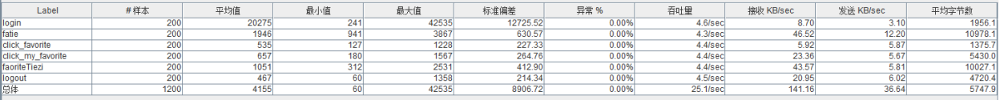 Label # 样本 平均值 最小值 最大值 标准偏差 异常 % 吞吐量 接收 KB/sec 发送 KB/sec 平均字节数
login 200 20275 241 42535 12725.52 0.00% 4.6/sec 8.70 3.10 1956.1
fatie 200 1946 941 3867 630.57 0.00% 4.3/sec 46.52 12.20 10978.1
click_favorite 200 535 127 1228 227.33 0.00% 4.4/sec 5.92 5.87 1375.7
click_my_favorite 200 657 180 1567 264.76 0.00% 4.4/sec 23.36 5.67 5430.0
faoriteTiezi 200 1051 312 2531 412.90 0.00% 4.4/sec 43.57 5.81 10027.1
logout 200 467 60 1358 214.34 0.00% 4.5/sec 20.95 6.02 4720.4
总体 1200 4155 60 42535 8906.72 0.00% 25.1/sec 141.16 36.64 5747.9